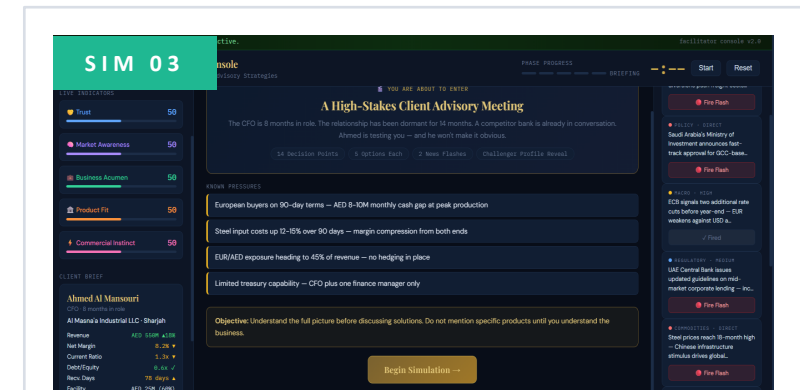 ctive.
facilitator console v2.0
SIM 03
nsole
dvisory Strategies
PHASE PROGRESS
BRIEFING
—:——
Start
Reset
LIVE INDICATORS
Trust 50
Market Awareness 50
Business Acumen 50
Product Fit 50
Commercial Instinct 50
CLIENT BRIEF
Ahmed Al Mansouri
CFO · 8 months in role
Al Masna'a Industrial LLC · Sharjah
Revenue AED 550M ▲18%
Net Margin 8.2% ▼
Current Ratio 1.3x ▼
Debt/Equity 0.6x ✓
Recv. Days 78 days ▲
Facility AED 25M (60%)
YOU ARE ABOUT TO ENTER
A High-Stakes Client Advisory Meeting
The CFO is 8 months in role. The relationship has been dormant for 14 months. A competitor bank is already in conversation.
Ahmed is testing you — and he won't make it obvious.
14 Decision Points
5 Options Each
2 News Flashes
Challenger Profile Reveal
KNOWN PRESSURES
European buyers on 90-day terms — AED 8-10M monthly cash gap at peak production
Steel input costs up 12-15% over 90 days — margin compression from both ends
EUR/AED exposure heading to 45% of revenue — no hedging in place
Limited treasury capability — CFO plus one finance manager only
Objective: Understand the full picture before discussing solutions. Do not mention specific products until you understand the
business.
Begin Simulation →
Fire Flash
POLICY · DIRECT
Saudi Arabia's Ministry of
Investment announces fast-
track approval for GCC-base...
Fire Flash
MACRO · HIGH
ECB signals two additional rate
cuts before year-end — EUR
weakens against USD a...
✓ Fired
REGULATORY · MEDIUM
UAE Central Bank issues
updated guidelines on mid-
market corporate lending — inc...
Fire Flash
COMMODITIES · DIRECT
Steel prices reach 18-month high
— Chinese infrastructure
stimulus drives global...
Fire Flash